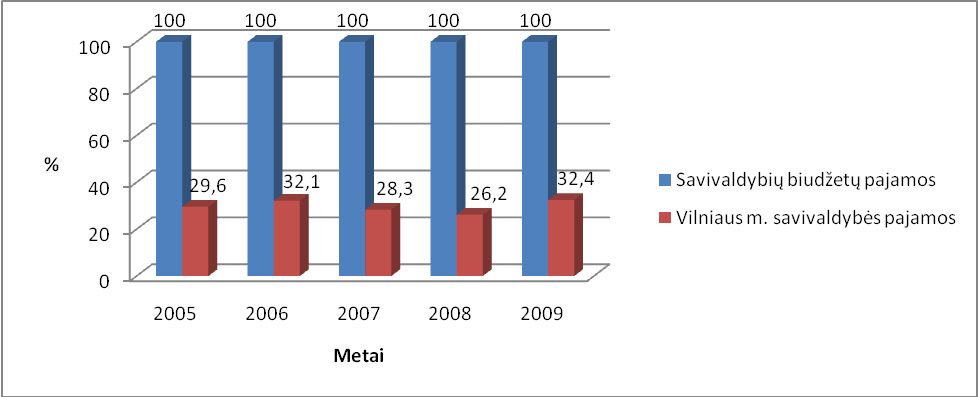 100 100 100 100 100
100
80
60
40
20
0
%
29,6 32,1 28,3 26,2 32,4
2005 2006 2007 2008 2009
Metai
Savivaldybių biudžetų pajamos
Vilniaus m. savivaldybės pajamos